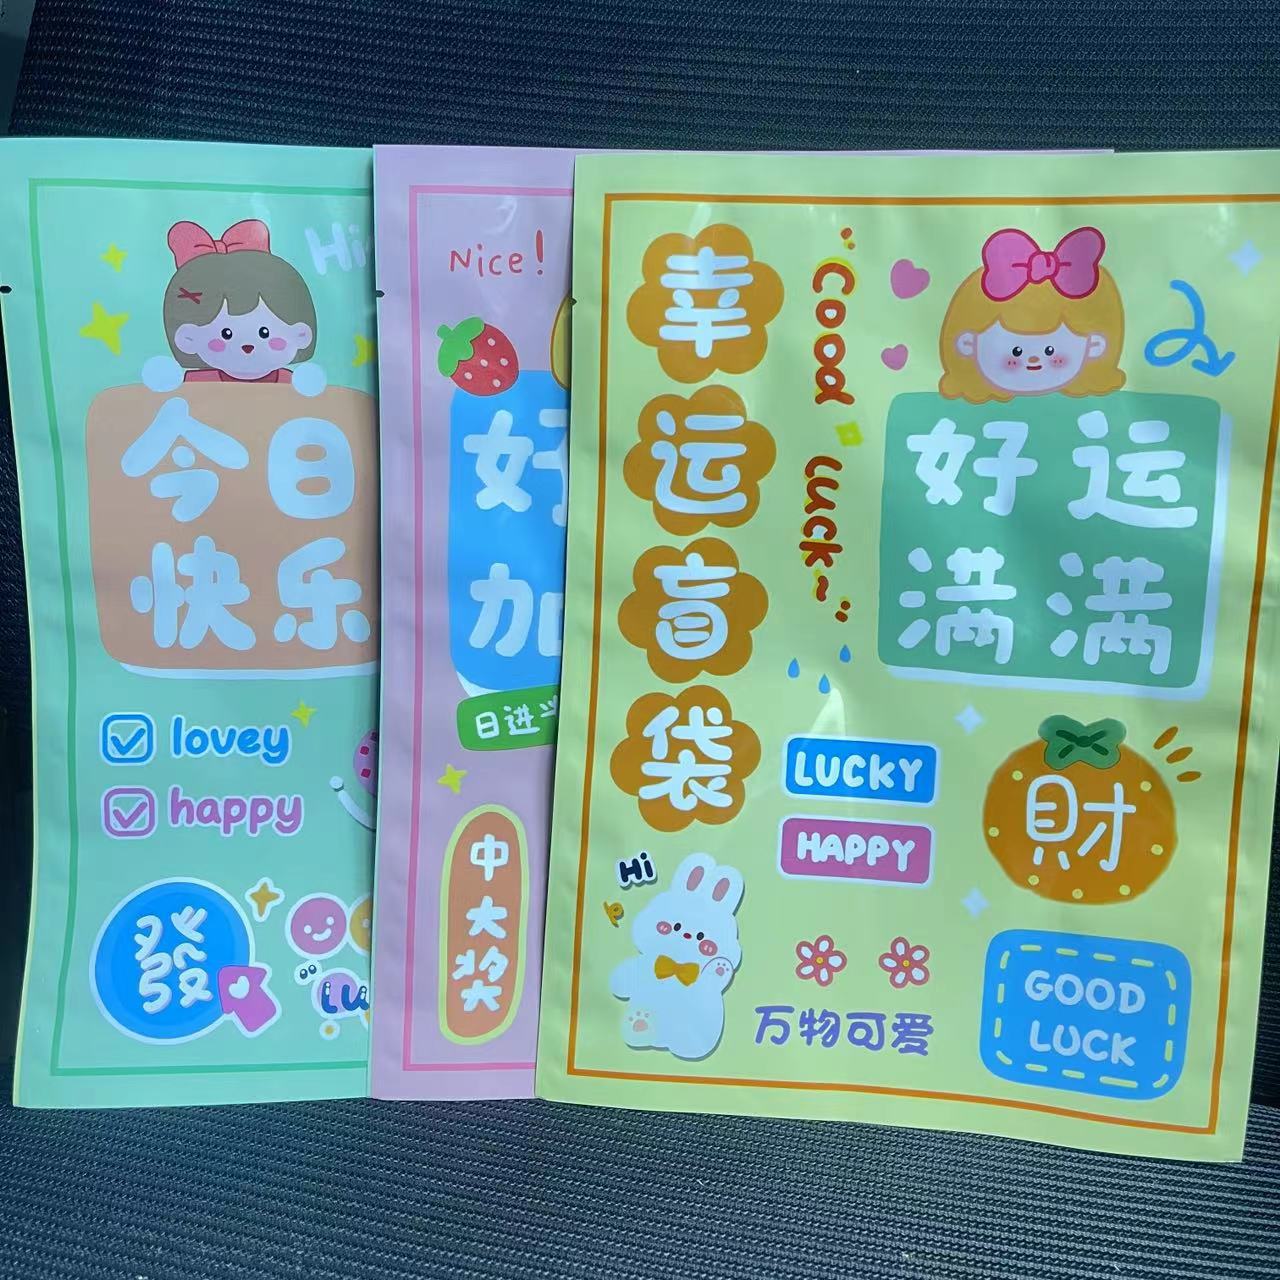 Hi
今日
快乐
lovey
happy
發
Nice!
好
加
日进
中大奖
幸运盲袋
Good Luck~
好运
满满
LUCKY
HAPPY
財
Hi
万物可爱
GOOD
LUCK